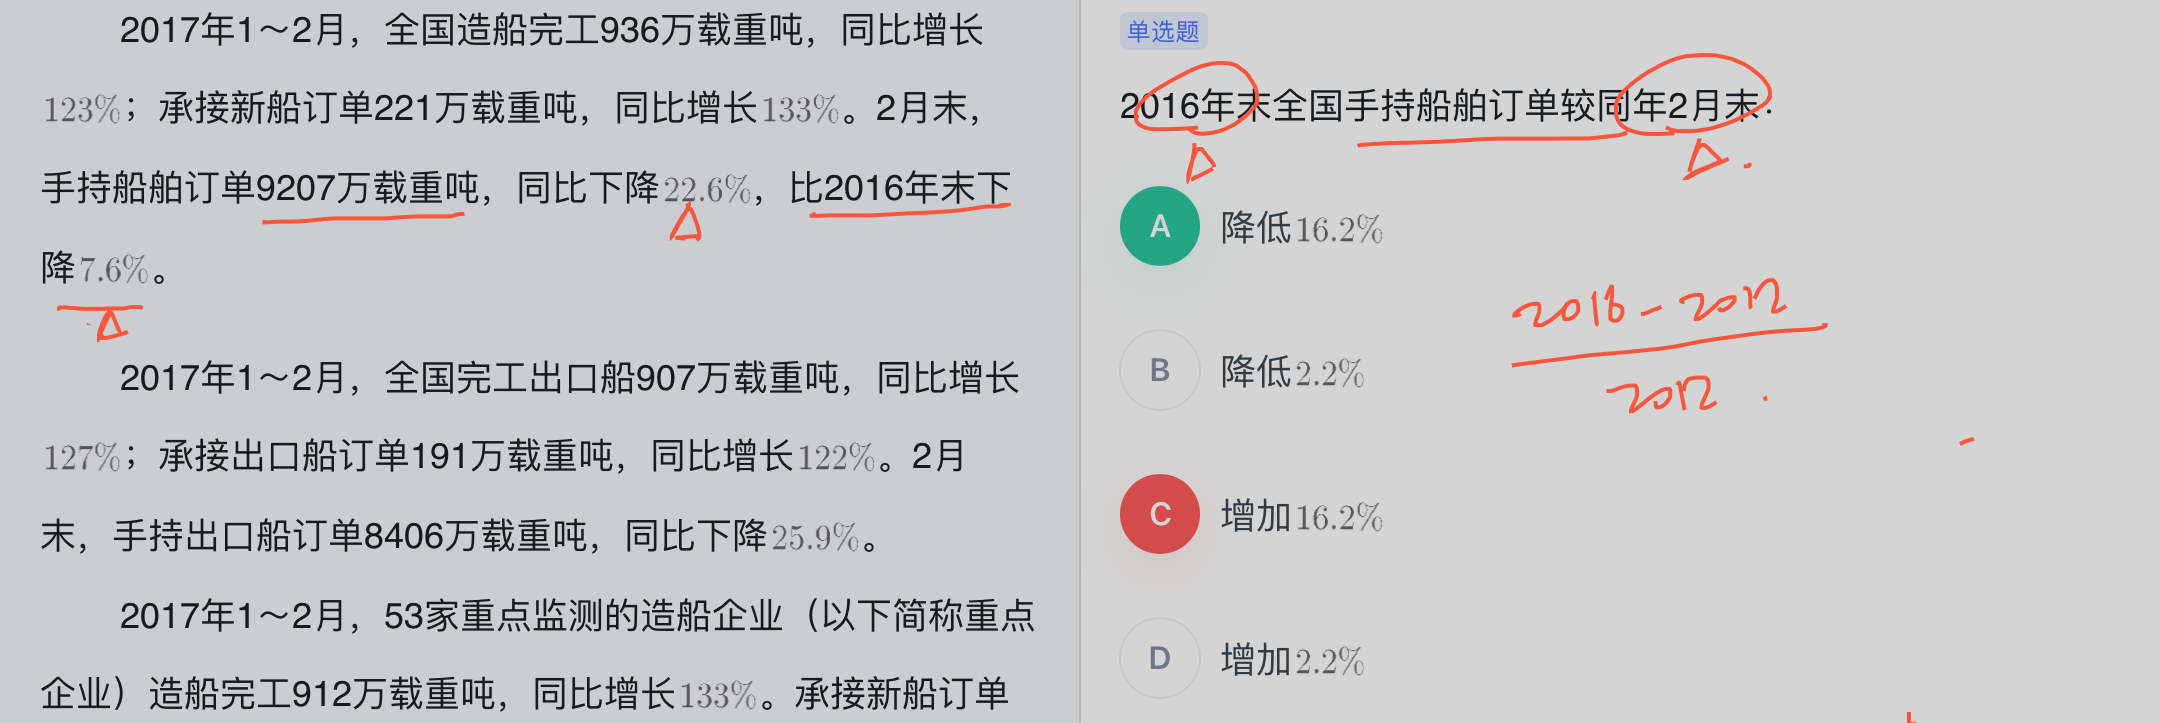 2017年1～2月，全国造船完工936万载重吨，同比增长
123%；承接新船订单221万载重吨，同比增长133%。2月末，
手持船舶订单9207万载重吨，同比下降22.6%，比2016年末下
降7.6%。
2017年1～2月，全国完工出口船907万载重吨，同比增长
127%；承接出口船订单191万载重吨，同比增长122%。2月
末，手持出口船订单8406万载重吨，同比下降25.9%。
2017年1～2月，53家重点监测的造船企业（以下简称重点
企业）造船完工912万载重吨，同比增长133%。承接新船订单
单选题
2016年末全国手持船舶订单较同年2月末：
A 降低16.2%
B 降低2.2%
C 增加16.2%
D 增加2.2%